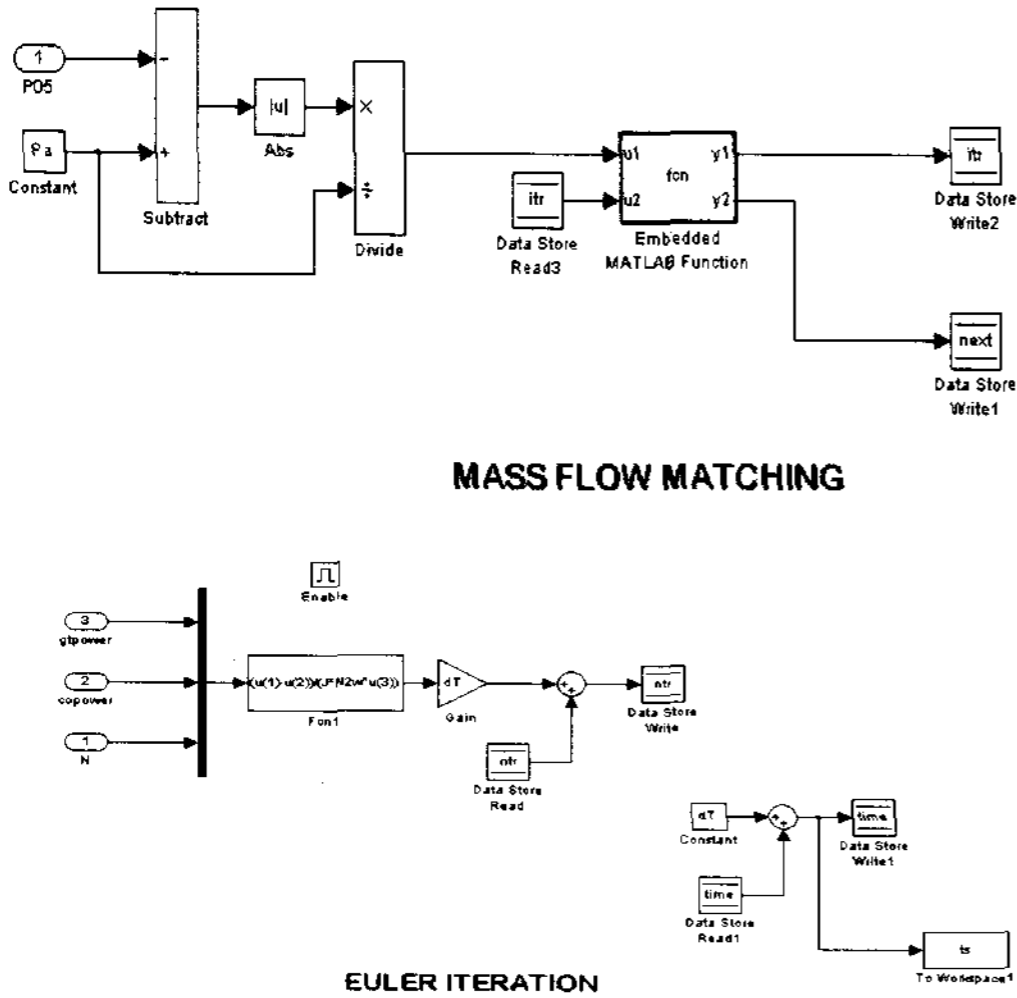 1
P05
Pa
Constant
-
+
Subtract
|u|
Abs
×
÷
Divide
itr
Data Store
Read3
u1
u2
fcn
y1
y2
Embedded
MATLAB Function
itr
Data Store
Write2
next
Data Store
Write1
MASS FLOW MATCHING
Enable
3
gtpower
2
copower
1
N
Fcn1
dT
Gain
++
ntr
Data Store
Write
ntr
Data Store
Read
dT
Constant
++
time
Data Store
Write1
time
Data Store
Read1
ts
To Workspace1
EULER ITERATION